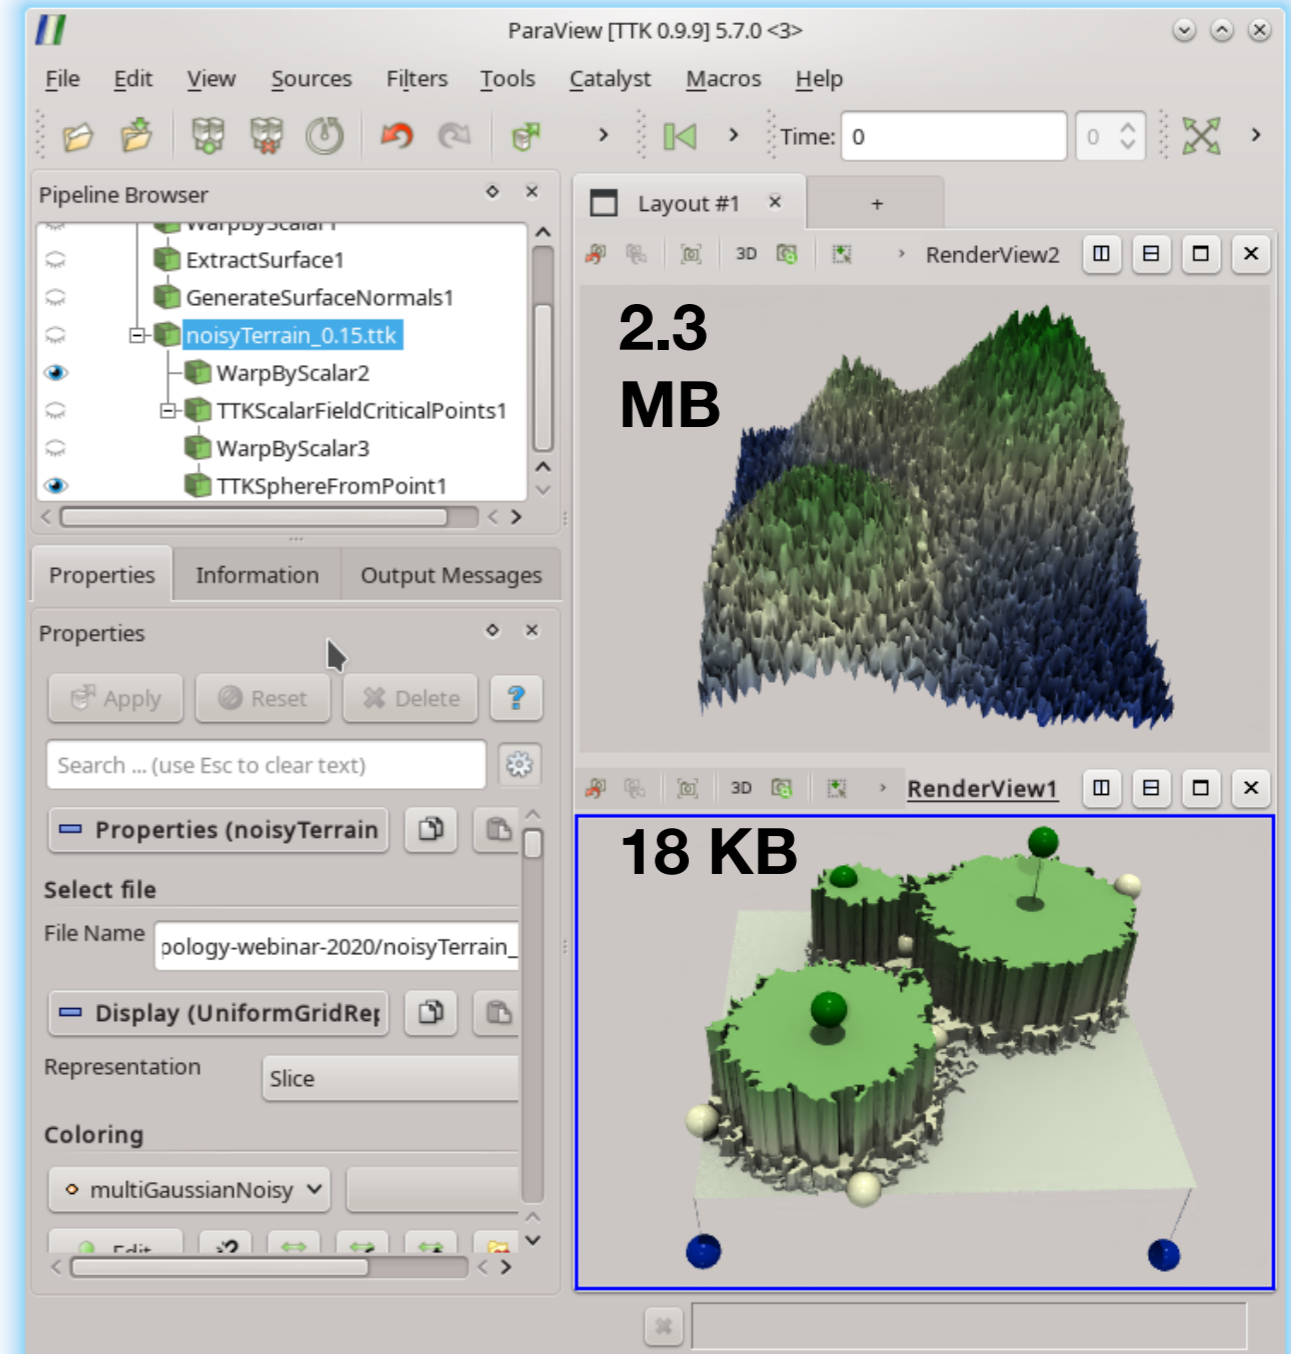 ParaView [TTK 0.9.9] 5.7.0 <3>
File Edit View Sources Filters Tools Catalyst Macros Help
Time: 0 0
Pipeline Browser
WarpByScalar1
ExtractSurface1
GenerateSurfaceNormals1
noisyTerrain_0.15.ttk
WarpByScalar2
TTKScalarFieldCriticalPoints1
WarpByScalar3
TTKSphereFromPoint1
Properties Information Output Messages
Properties
Apply Reset Delete ?
Search ... (use Esc to clear text)
Properties (noisyTerrain
Select file
File Name pology-webinar-2020/noisyTerrain_
Display (UniformGridRep
Representation Slice
Coloring
multiGaussianNoisy
Edit
Layout #1 +
3D RenderView2
2.3
MB
3D RenderView1
18 KB